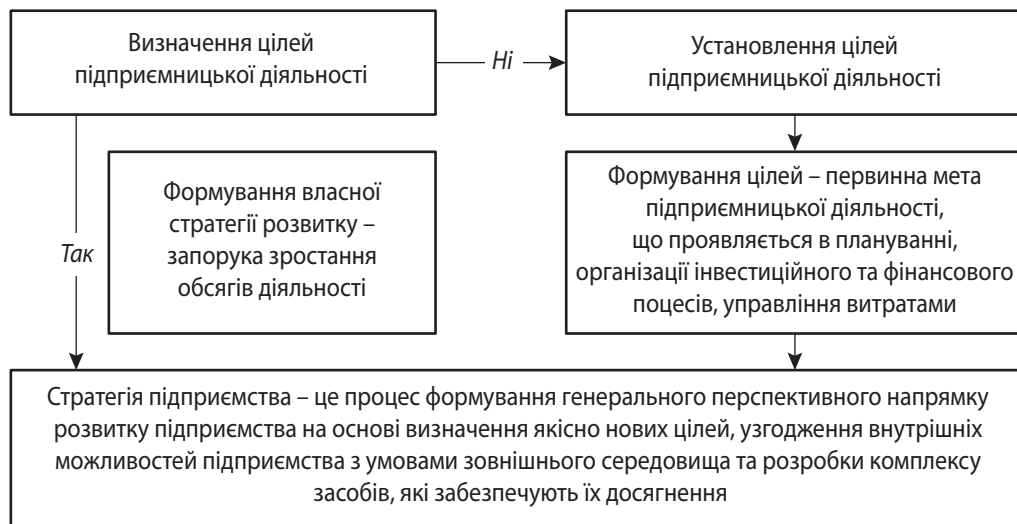 Визначення цілей
підприємницької діяльності
Ні
Установлення цілей
підприємницької діяльності
Формування власної
стратегії розвитку –
запорука зростання
обсягів діяльності
Так
Формування цілей – первинна мета
підприємницької діяльності,
що проявляється в плануванні,
організації інвестиційного та фінансового
поцесів, управління витратами
Стратегія підприємства – це процес формування генерального перспективного напрямку
розвитку підприємства на основі визначення якісно нових цілей, узгодження внутрішніх
можливостей підприємства з умовами зовнішнього середовища та розробки комплексу
засобів, які забезпечують їх досягнення